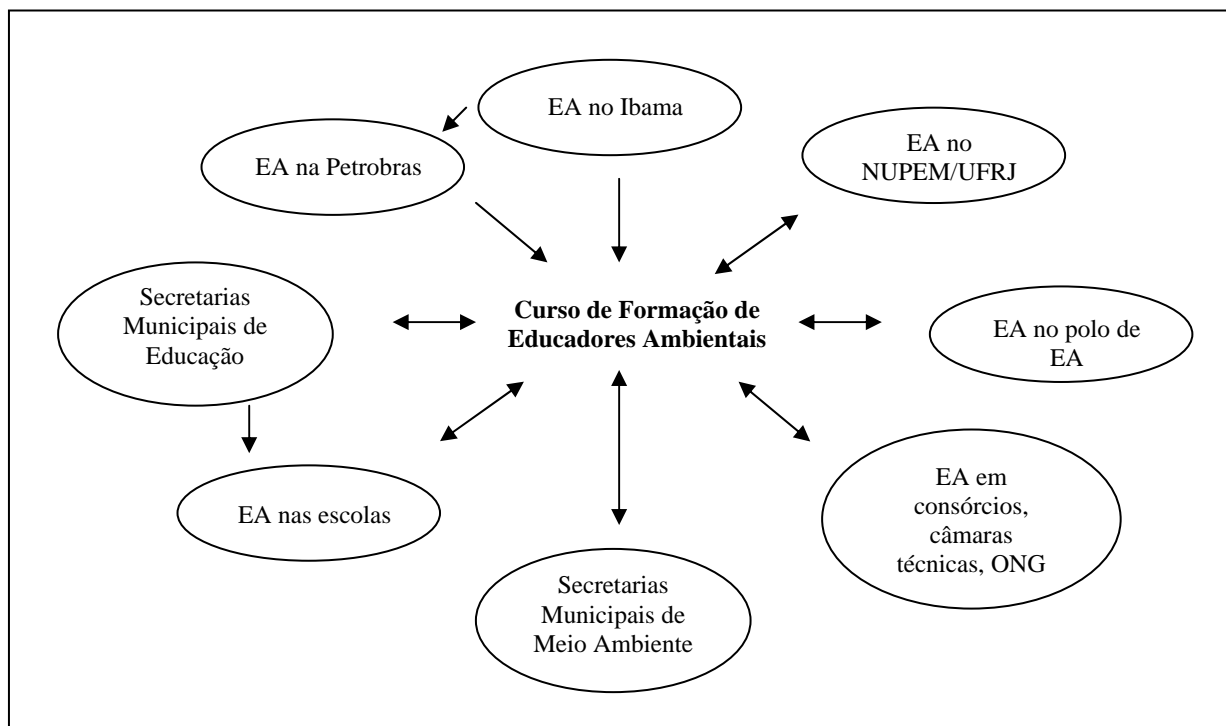 EA no Ibama
EA na Petrobras
EA no
NUPEM/UFRJ
Secretarias
Municipais de
Educação
Curso de Formação de
Educadores Ambientais
EA no polo de
EA
EA nas escolas
EA em
consórcios,
câmaras
técnicas, ONG
Secretarias
Municipais de
Meio Ambiente